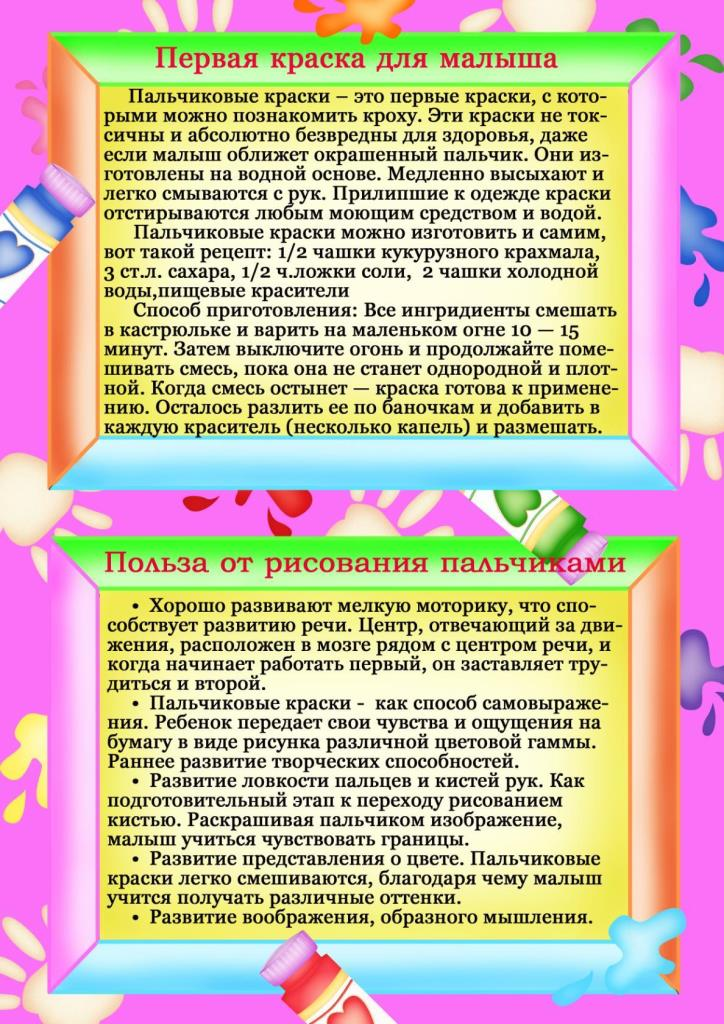 Первая краска для малыша
Пальчиковые краски – это первые краски, с кото-
рыми можно познакомить кроху. Эти краски не ток-
сичны и абсолютно безвредны для здоровья, даже
если малыш оближет окрашенный пальчик. Они из-
готовлены на водной основе. Медленно высыхают и
легко смываются с рук. Прилипшие к одежде краски
отстирываются любым моющим средством и водой.
Пальчиковые краски можно изготовить и самим,
вот такой рецепт: 1/2 чашки кукурузного крахмала,
3 ст.л. сахара, 1/2 ч.ложки соли, 2 чашки холодной
воды,пищевые красители
Способ приготовления: Все ингридиенты смешать
в кастрюльке и варить на маленьком огне 10 — 15
минут. Затем выключите огонь и продолжайте поме-
шивать смесь, пока она не станет однородной и плот-
ной. Когда смесь остынет — краска готова к примене-
нию. Осталось разлить ее по баночкам и добавить в
каждую краситель (несколько капель) и размешать.
Польза от рисования пальчиками
• Хорошо развивают мелкую моторику, что спо-
собствует развитию речи. Центр, отвечающий за дви-
жения, расположен в мозге рядом с центром речи, и
когда начинает работать первый, он заставляет тру-
диться и второй.
• Пальчиковые краски - как способ самовыраже-
ния. Ребенок передает свои чувства и ощущения на
бумагу в виде рисунка различной цветовой гаммы.
Раннее развитие творческих способностей.
• Развитие ловкости пальцев и кистей рук. Как
подготовительный этап к переходу рисованием
кистью. Раскрашивая пальчиком изображение,
малыш учиться чувствовать границы.
• Развитие представления о цвете. Пальчиковые
краски легко смешиваются, благодаря чему малыш
учится получать различные оттенки.
• Развитие воображения, образного мышления.